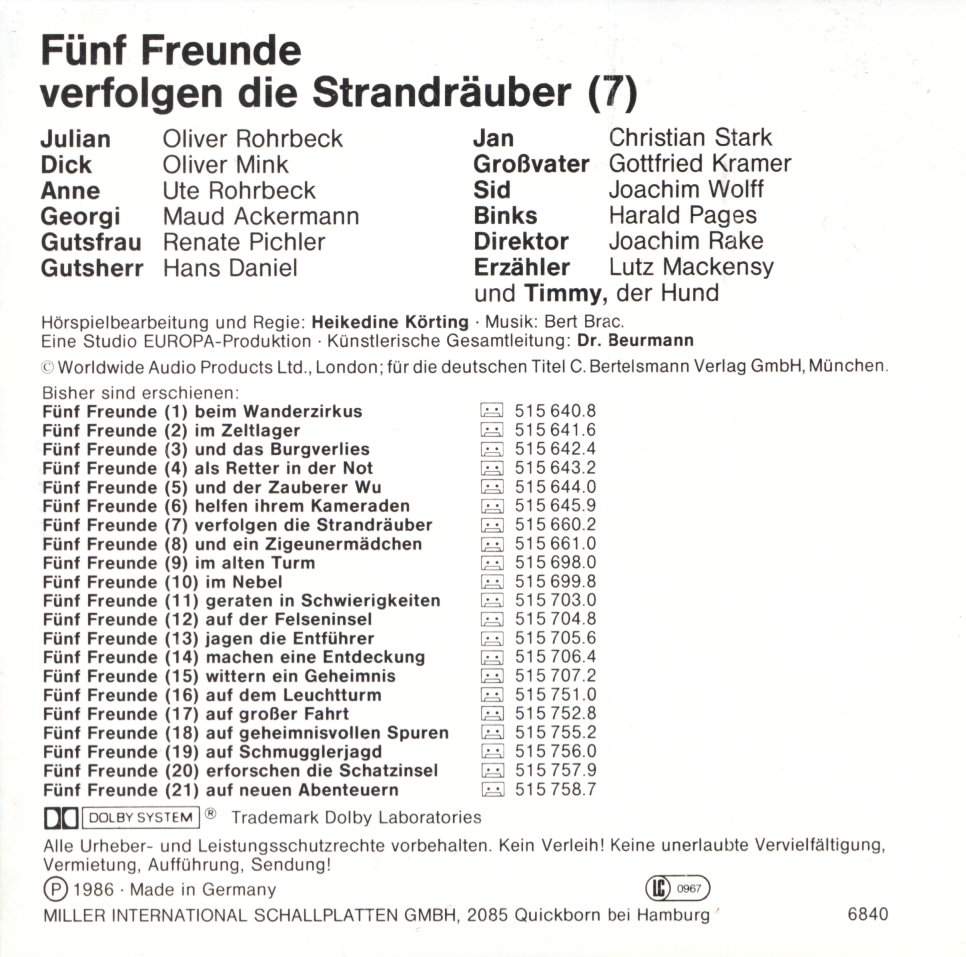 Fünf Freunde
verfolgen die Strandräuber (7)
Julian Oliver Rohrbeck
Dick Oliver Mink
Anne Ute Rohrbeck
Georgi Maud Ackermann
Gutsfrau Renate Pichler
Gutsherr Hans Daniel
Jan Christian Stark
Großvater Gottfried Kramer
Sid Joachim Wolff
Binks Harald Pages
Direktor Joachim Rake
Erzähler Lutz Mackensy
und Timmy, der Hund
Hörspielbearbeitung und Regie: Heikedine Körting · Musik: Bert Brac.
Eine Studio EUROPA-Produktion · Künstlerische Gesamtleitung: Dr. Beurmann
© Worldwide Audio Products Ltd., London; für die deutschen Titel C. Bertelsmann Verlag GmbH, München.
Bisher sind erschienen:
Fünf Freunde (1) beim Wanderzirkus 515 640.8
Fünf Freunde (2) im Zeltlager 515 641.6
Fünf Freunde (3) und das Burgverlies 515 642.4
Fünf Freunde (4) als Retter in der Not 515 643.2
Fünf Freunde (5) und der Zauberer Wu 515 644.0
Fünf Freunde (6) helfen ihrem Kameraden 515 645.9
Fünf Freunde (7) verfolgen die Strandräuber 515 660.2
Fünf Freunde (8) und ein Zigeunermädchen 515 661.0
Fünf Freunde (9) im alten Turm 515 698.0
Fünf Freunde (10) im Nebel 515 699.8
Fünf Freunde (11) geraten in Schwierigkeiten 515 703.0
Fünf Freunde (12) auf der Felseninsel 515 704.8
Fünf Freunde (13) jagen die Entführer 515 705.6
Fünf Freunde (14) machen eine Entdeckung 515 706.4
Fünf Freunde (15) wittern ein Geheimnis 515 707.2
Fünf Freunde (16) auf dem Leuchtturm 515 751.0
Fünf Freunde (17) auf großer Fahrt 515 752.8
Fünf Freunde (18) auf geheimnisvollen Spuren 515 755.2
Fünf Freunde (19) auf Schmugglerjagd 515 756.0
Fünf Freunde (20) erforschen die Schatzinsel 515 757.9
Fünf Freunde (21) auf neuen Abenteuern 515 758.7
DOLBY SYSTEM ® Trademark Dolby Laboratories
Alle Urheber- und Leistungsschutzrechte vorbehalten. Kein Verleih! Keine unerlaubte Vervielfältigung,
Vermietung, Aufführung, Sendung!
Ⓟ 1986 · Made in Germany LC 0967
MILLER INTERNATIONAL SCHALLPLATTEN GMBH, 2085 Quickborn bei Hamburg 6840